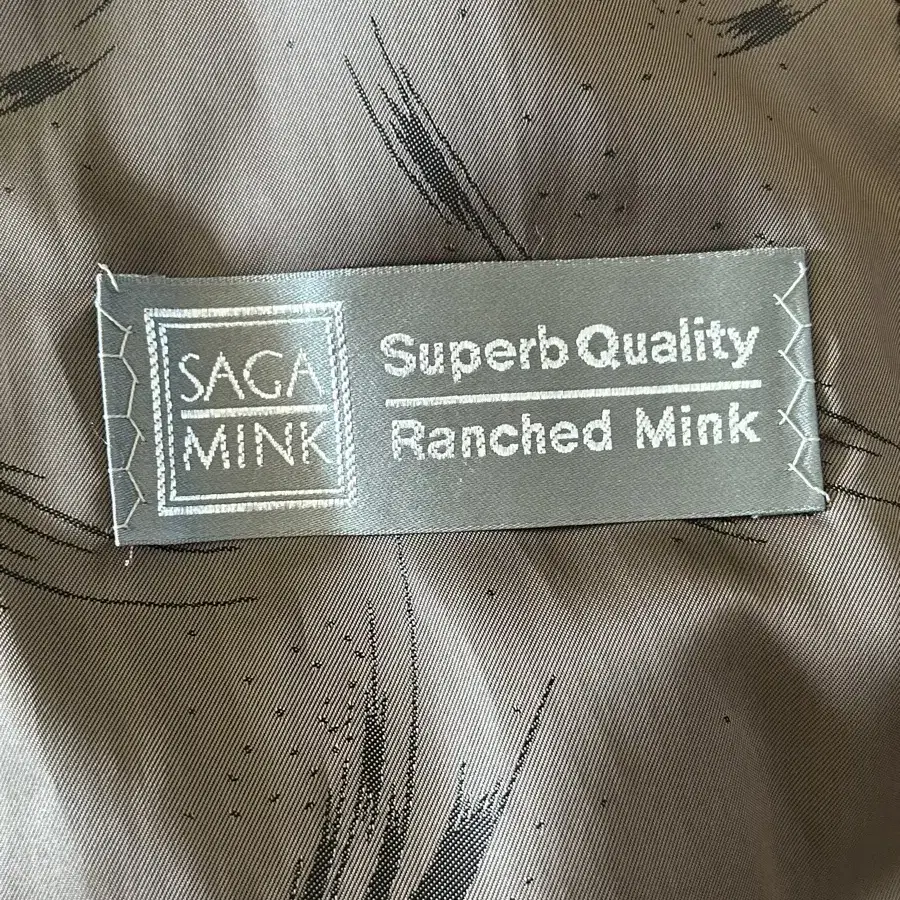 SAGA
MINK
Superb Quality
Ranched Mink